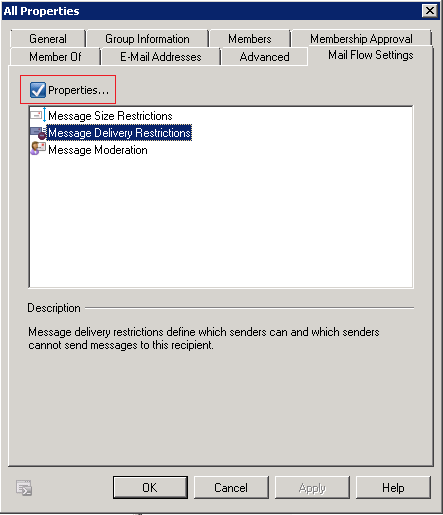 All Properties
General Group Information Members Membership Approval
Member Of E-Mail Addresses Advanced Mail Flow Settings
Properties...
Message Size Restrictions
Message Delivery Restrictions
Message Moderation
Description
Message delivery restrictions define which senders can and which senders
cannot send messages to this recipient.
OK Cancel Apply Help